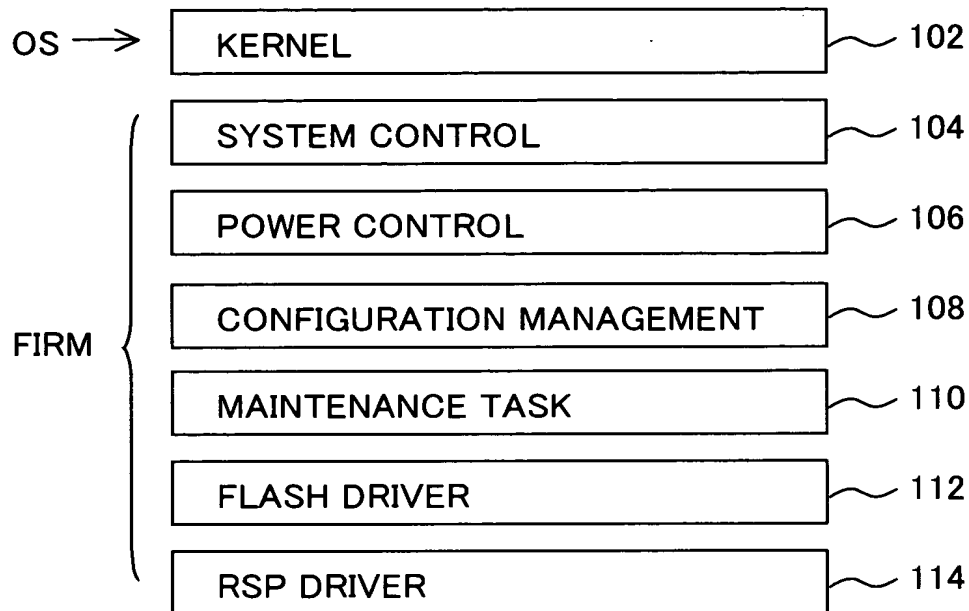 OS KERNEL 102
SYSTEM CONTROL 104
POWER CONTROL 106
CONFIGURATION MANAGEMENT 108
FIRM
MAINTENANCE TASK 110
FLASH DRIVER 112
RSP DRIVER 114